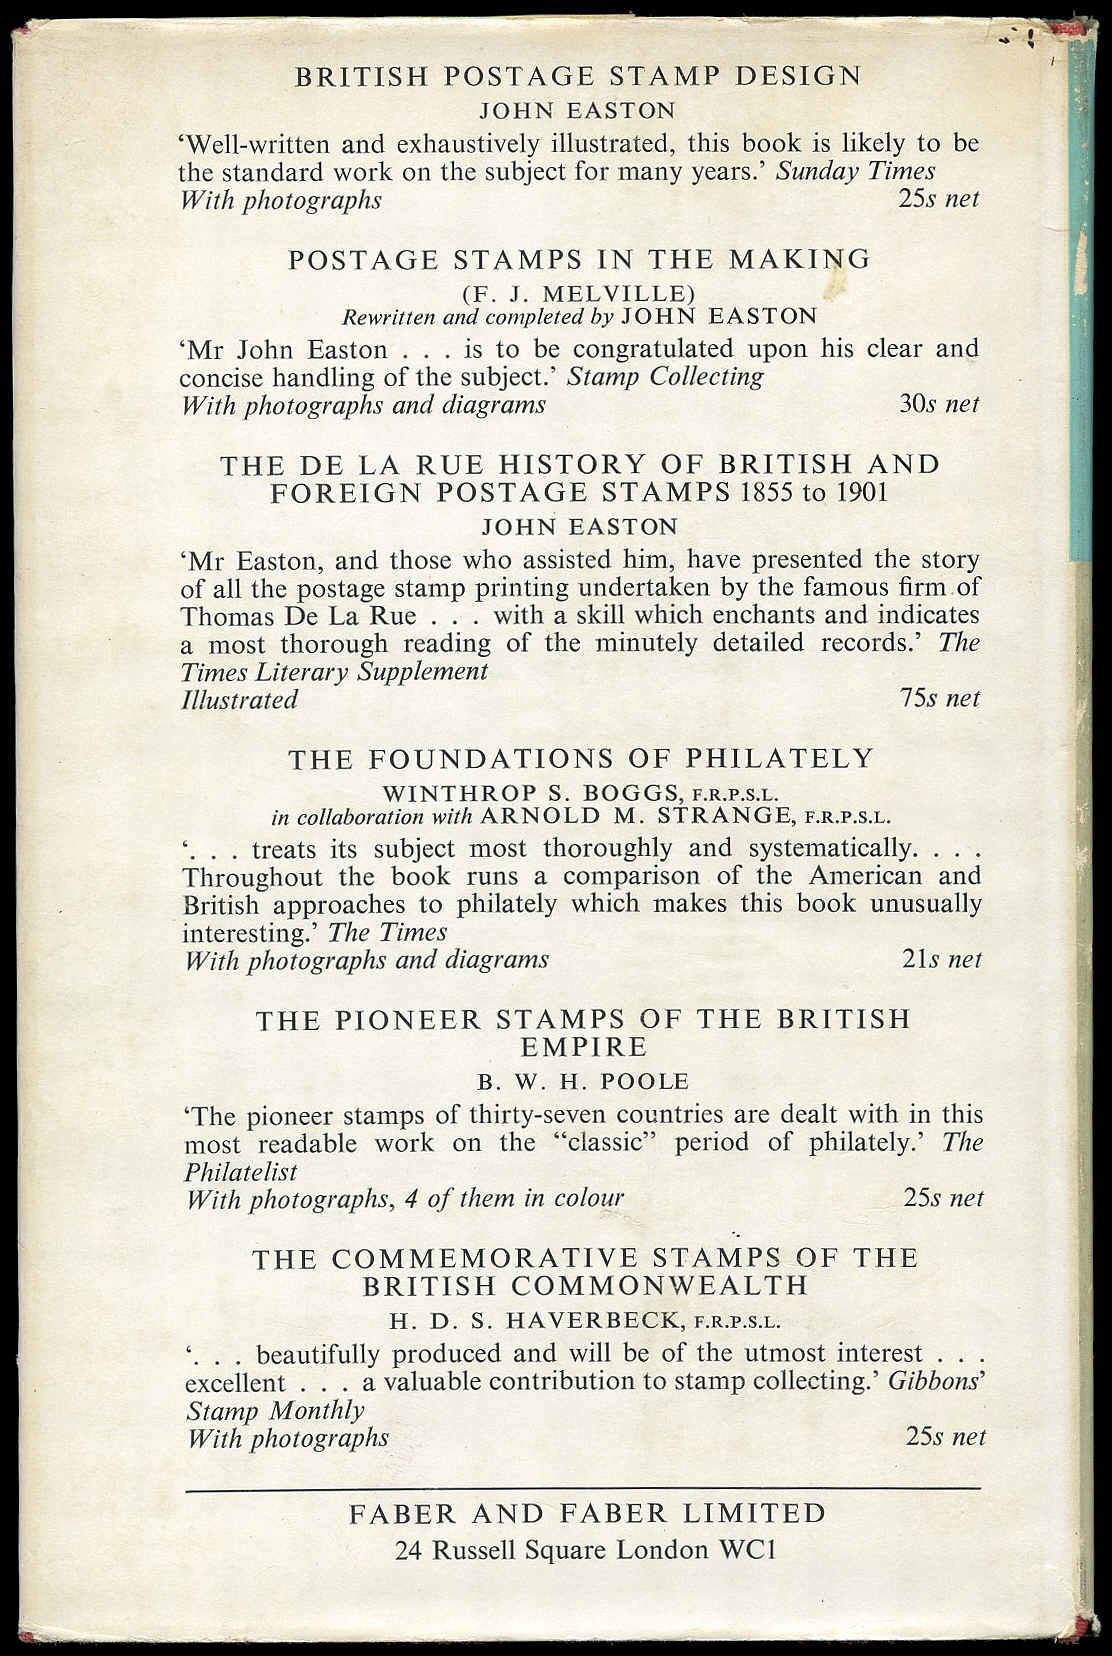 BRITISH POSTAGE STAMP DESIGN
JOHN EASTON
‘Well-written and exhaustively illustrated, this book is likely to be
the standard work on the subject for many years.’ Sunday Times
With photographs 25s net
POSTAGE STAMPS IN THE MAKING
(F. J. MELVILLE)
Rewritten and completed by JOHN EASTON
‘Mr John Easton . . . is to be congratulated upon his clear and
concise handling of the subject.’ Stamp Collecting
With photographs and diagrams 30s net
THE DE LA RUE HISTORY OF BRITISH AND
FOREIGN POSTAGE STAMPS 1855 to 1901
JOHN EASTON
‘Mr Easton, and those who assisted him, have presented the story
of all the postage stamp printing undertaken by the famous firm of
Thomas De La Rue . . . with a skill which enchants and indicates
a most thorough reading of the minutely detailed records.’ The
Times Literary Supplement
Illustrated 75s net
THE FOUNDATIONS OF PHILATELY
WINTHROP S. BOGGS, F.R.P.S.L.
in collaboration with ARNOLD M. STRANGE, F.R.P.S.L.
‘. . . treats its subject most thoroughly and systematically. . . .
Throughout the book runs a comparison of the American and
British approaches to philately which makes this book unusually
interesting.’ The Times
With photographs and diagrams 21s net
THE PIONEER STAMPS OF THE BRITISH
EMPIRE
B. W. H. POOLE
‘The pioneer stamps of thirty-seven countries are dealt with in this
most readable work on the “classic” period of philately.’ The
Philatelist
With photographs, 4 of them in colour 25s net
THE COMMEMORATIVE STAMPS OF THE
BRITISH COMMONWEALTH
H. D. S. HAVERBECK, F.R.P.S.L.
‘. . . beautifully produced and will be of the utmost interest . . .
excellent . . . a valuable contribution to stamp collecting.’ Gibbons’
Stamp Monthly
With photographs 25s net
FABER AND FABER LIMITED
24 Russell Square London WC1